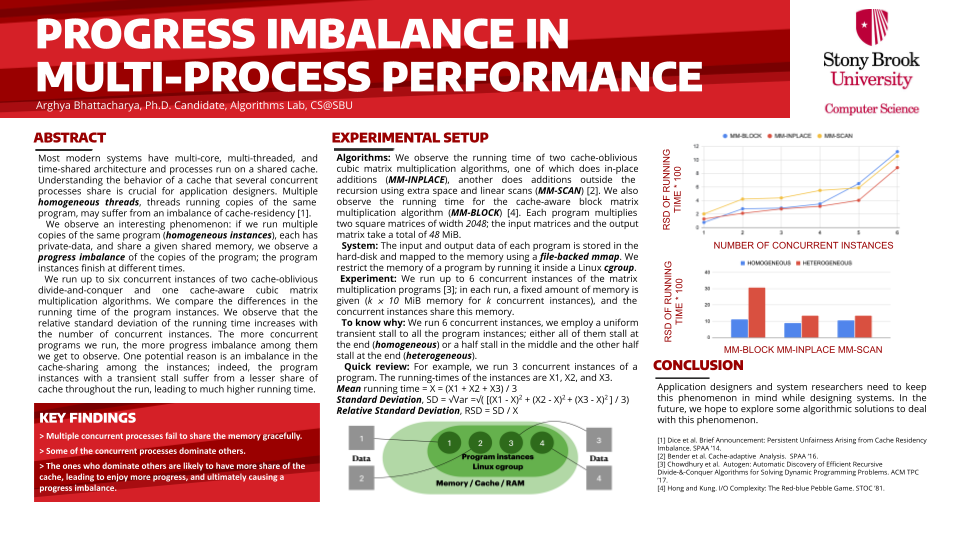 PROGRESS IMBALANCE IN
MULTI-PROCESS PERFORMANCE
Arghya Bhattacharya, Ph.D. Candidate, Algorithms Lab, CS@SBU
Stony Brook
University
Computer Science
ABSTRACT
Most modern systems have multi-core, multi-threaded, and
time-shared architecture and processes run on a shared cache.
Understanding the behavior of a cache that several concurrent
processes share is crucial for application designers. Multiple
homogeneous threads, threads running copies of the same
program, may suffer from an imbalance of cache-residency [1].
We observe an interesting phenomenon: if we run multiple
copies of the same program (homogeneous instances), each has
private-data, and share a given shared memory, we observe a
progress imbalance of the copies of the program; the program
instances finish at different times.
We run up to six concurrent instances of two cache-oblivious
divide-and-conquer and one cache-aware cubic matrix
multiplication algorithms. We compare the differences in the
running time of the program instances. We observe that the
relative standard deviation of the running time increases with
the number of concurrent instances. The more concurrent
programs we run, the more progress imbalance among them
we get to observe. One potential reason is an imbalance in the
cache-sharing among the instances; indeed, the program
instances with a transient stall suffer from a lesser share of
cache throughout the run, leading to much higher running time.
KEY FINDINGS
> Multiple concurrent processes fail to share the memory gracefully.
> Some of the concurrent processes dominate others.
> The ones who dominate others are likely to have more share of the
cache, leading to enjoy more progress, and ultimately causing a
progress imbalance.
EXPERIMENTAL SETUP
Algorithms: We observe the running time of two cache-oblivious
cubic matrix multiplication algorithms, one of which does in-place
additions (MM-INPLACE), another does additions outside the
recursion using extra space and linear scans (MM-SCAN) [2]. We also
observe the running time for the cache-aware block matrix
multiplication algorithm (MM-BLOCK) [4]. Each program multiplies
two square matrices of width 2048; the input matrices and the output
matrix take a total of 48 MiB.
System: The input and output data of each program is stored in the
hard-disk and mapped to the memory using a file-backed mmap. We
restrict the memory of a program by running it inside a Linux cgroup.
Experiment: We run up to 6 concurrent instances of the matrix
multiplication programs [3]; in each run, a fixed amount of memory is
given (k × 10 MiB memory for k concurrent instances), and the
concurrent instances share this memory.
To know why: We run 6 concurrent instances, we employ a uniform
transient stall to all the program instances; either all of them stall at
the end (homogeneous) or a half stall in the middle and the other half
stall at the end (heterogeneous).
Quick review: For example, we run 3 concurrent instances of a
program. The running-times of the instances are X1, X2, and X3.
Mean running time = X = (X1 + X2 + X3) / 3
Standard Deviation, SD = √Var =√( [(X1 - X)² + (X2 - X)² + (X3 - X)² ] / 3)
Relative Standard Deviation, RSD = SD / X
1
Data
2
1 2 3 4
Program instances
Linux cgroup
Memory / Cache / RAM
3
Data
4
MM-BLOCK MM-INPLACE MM-SCAN
RSD OF RUNNING
TIME * 100
12
10
8
6
4
2
0
1 2 3 4 5 6
NUMBER OF CONCURRENT INSTANCES
HOMOGENEOUS HETEROGENEOUS
RSD OF RUNNING
TIME * 100
40
30
20
10
0
MM-BLOCK MM-INPLACE MM-SCAN
CONCLUSION
Application designers and system researchers need to keep
this phenomenon in mind while designing systems. In the
future, we hope to explore some algorithmic solutions to deal
with this phenomenon.
[1] Dice et al. Brief Announcement: Persistent Unfairness Arising from Cache Residency
Imbalance. SPAA '14.
[2] Bender et al. Cache-adaptive Analysis. SPAA '16.
[3] Chowdhury et al. Autogen: Automatic Discovery of Efficient Recursive
Divide-&-Conquer Algorithms for Solving Dynamic Programming Problems. ACM TPC
'17.
[4] Hong and Kung. I/O Complexity: The Red-blue Pebble Game. STOC '81.